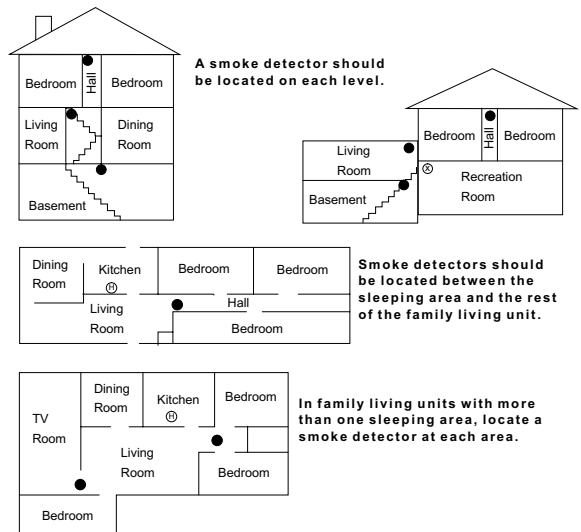 A smoke detector should
be located on each level.
Bedroom
Hall
Bedroom
Living
Room
Dining
Room
Basement
Bedroom
Hall
Bedroom
Living
Room
X
Recreation
Room
Basement
Dining
Room
Kitchen
H
Bedroom
Bedroom
Living
Room
Hall
Bedroom
Smoke detectors should
be located between the
sleeping area and the rest
of the family living unit.
TV
Room
Dining
Room
Kitchen
H
Bedroom
Living
Room
Bedroom
Bedroom
In family living units with more
than one sleeping area, locate a
smoke detector at each area.